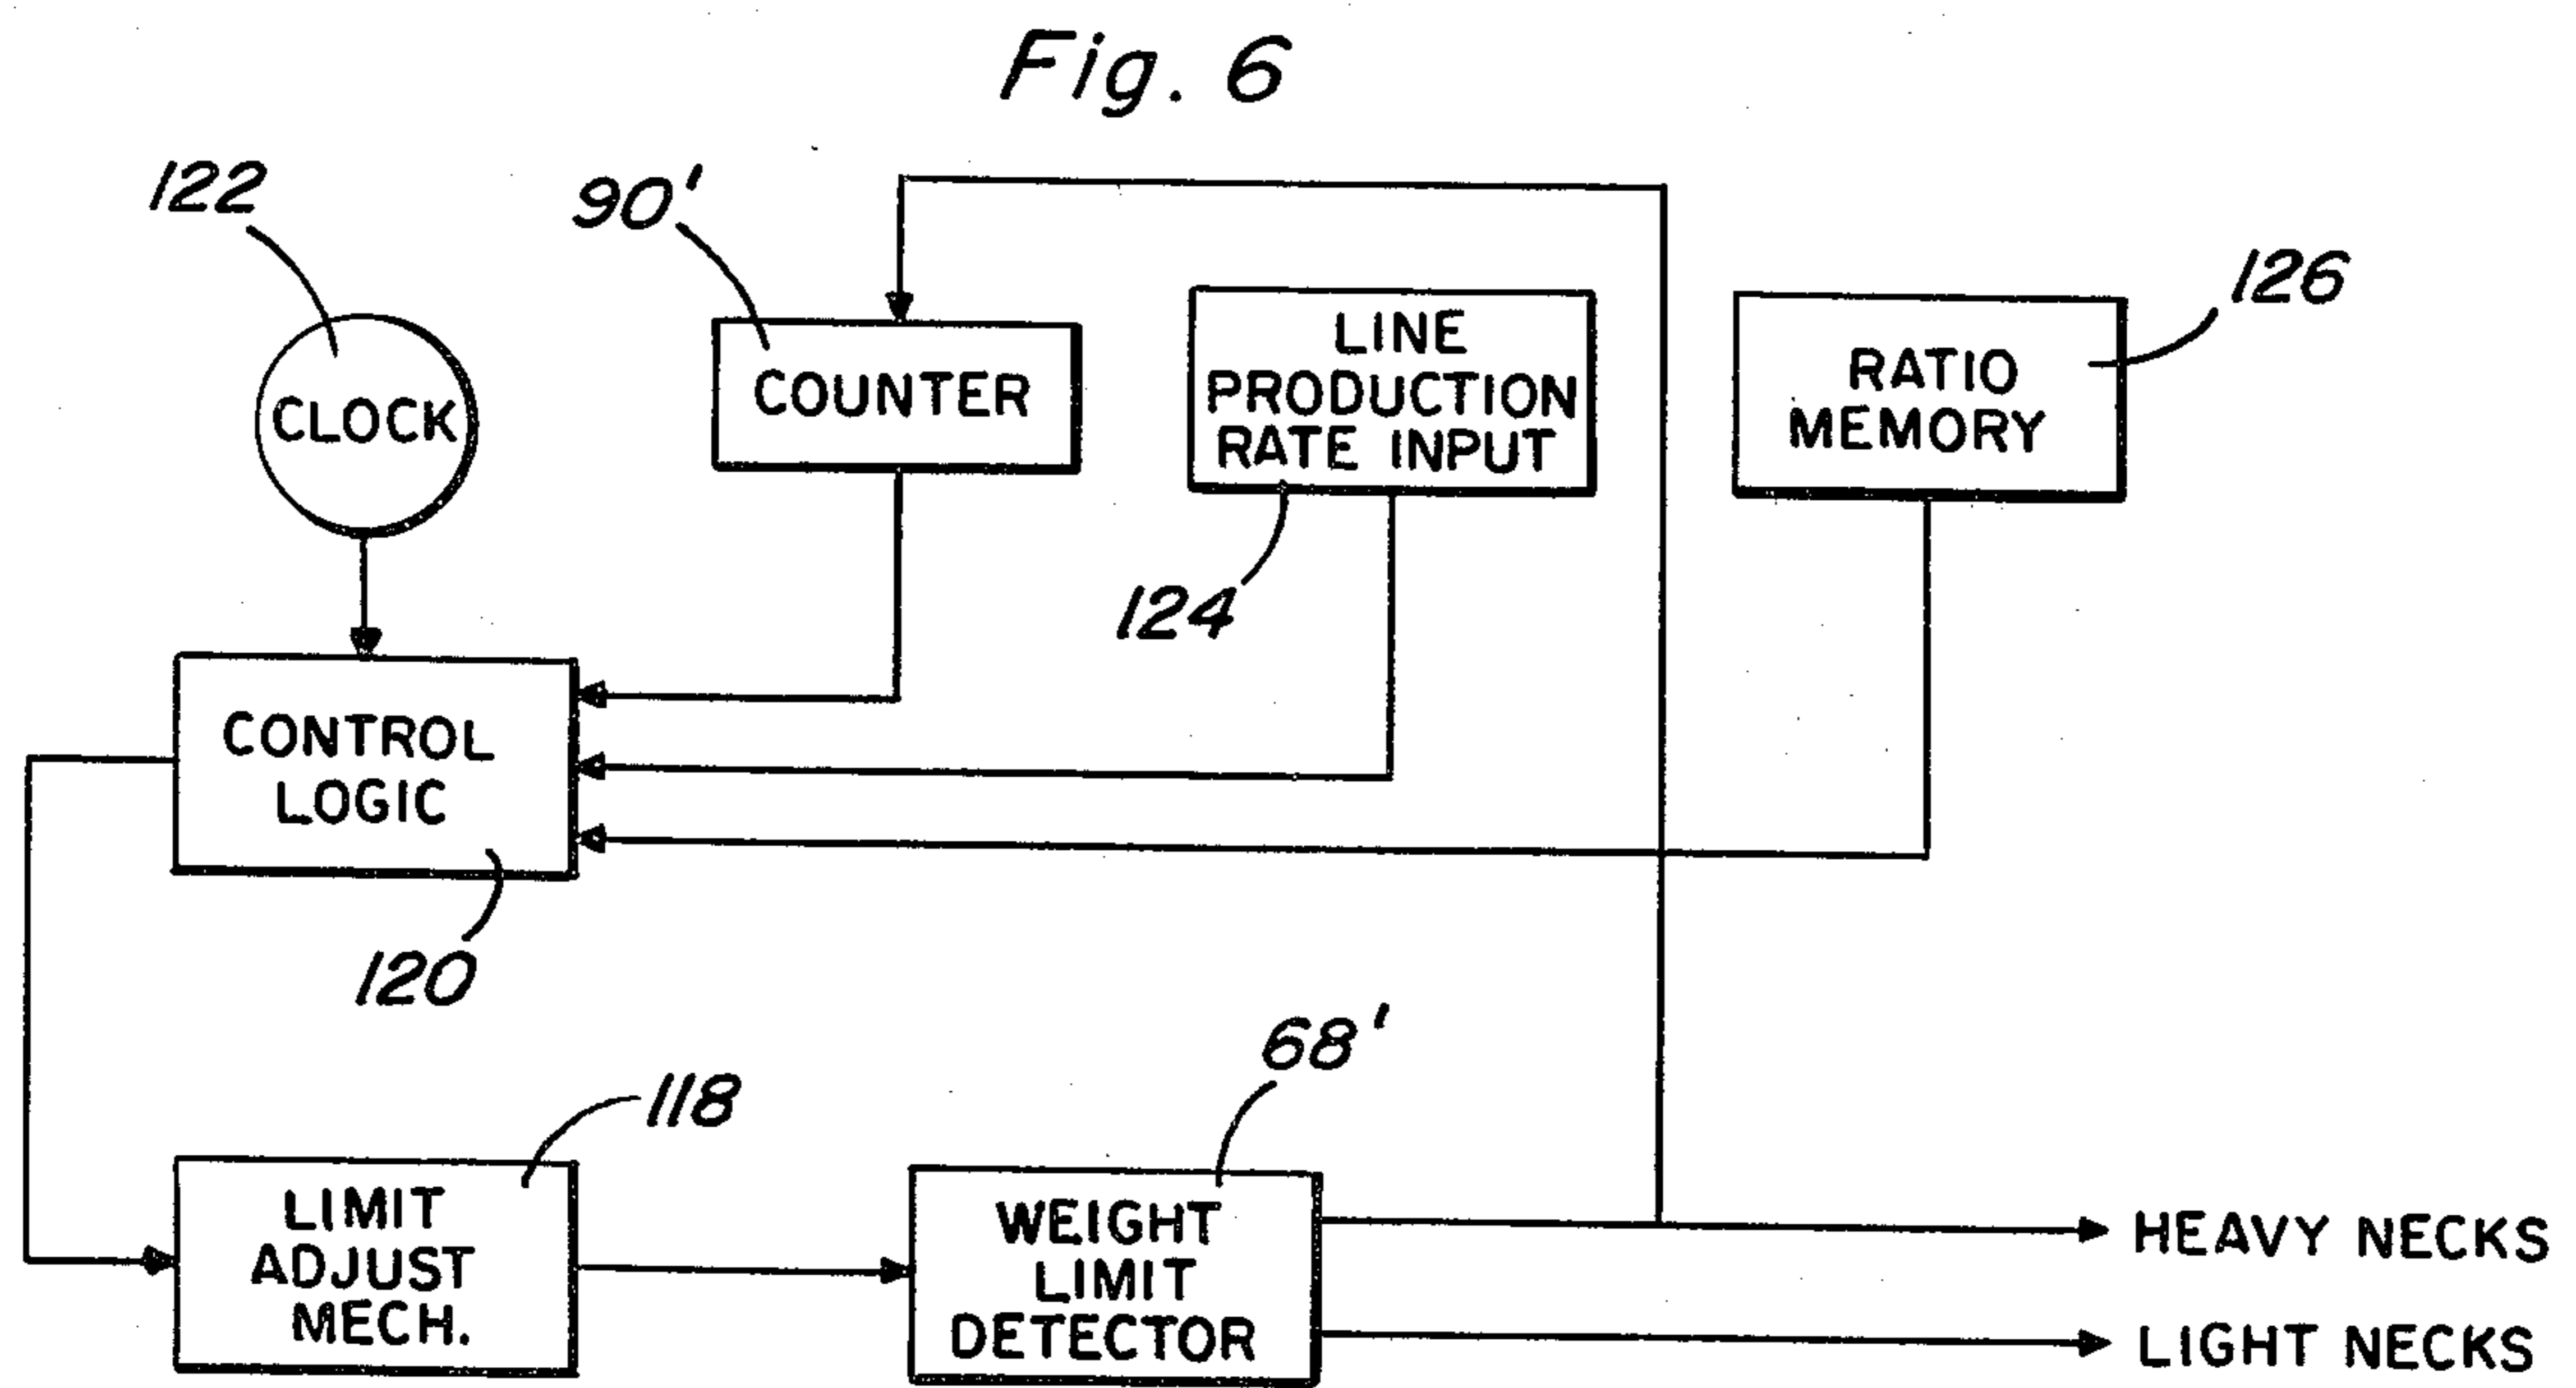 Fig. 6
122
90'
126
CLOCK
COUNTER
LINE
PRODUCTION
RATE INPUT
RATIO
MEMORY
124
CONTROL
LOGIC
120
68'
118
LIMIT
ADJUST
MECH.
WEIGHT
LIMIT
DETECTOR
HEAVY NECKS
LIGHT NECKS